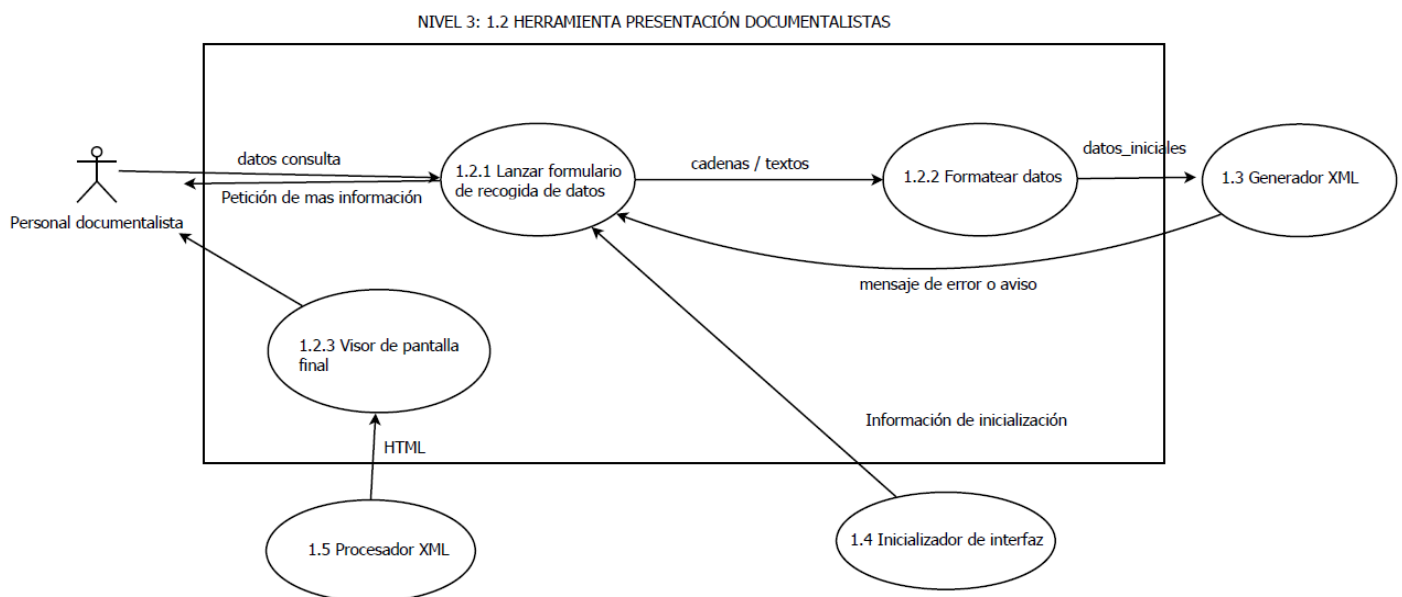 NIVEL 3: 1.2 HERRAMIENTA PRESENTACIÓN DOCUMENTALISTAS
datos consulta
Petición de mas información
Personal documentalista
1.2.1 Lanzar formulario
de recogida de datos
cadenas / textos
1.2.2 Formatear datos
datos_iniciales
1.3 Generador XML
mensaje de error o aviso
1.2.3 Visor de pantalla
final
Información de inicialización
HTML
1.5 Procesador XML
1.4 Inicializador de interfaz